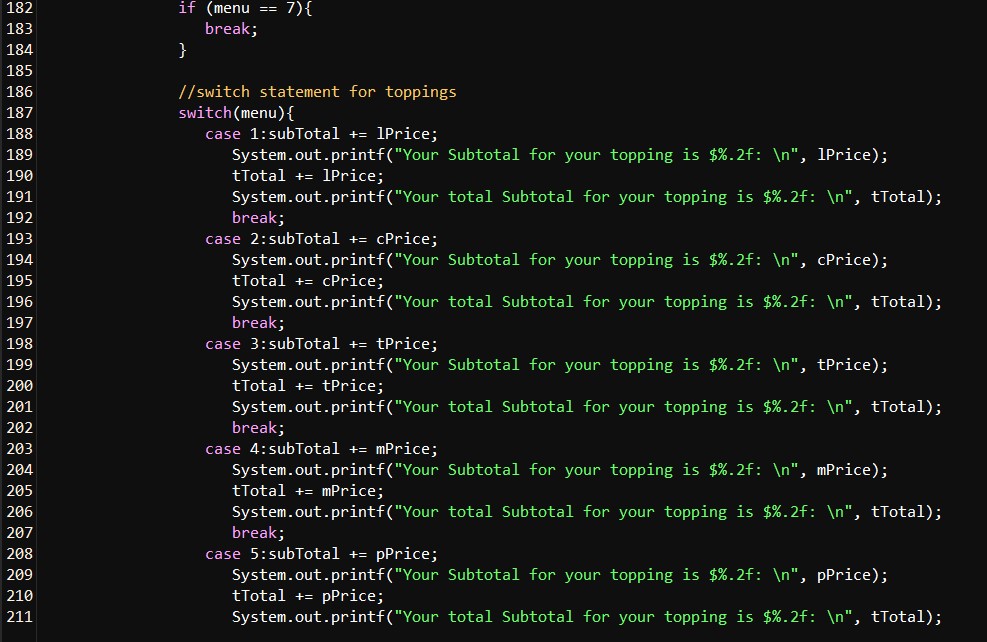 182 if (menu == 7){
183 break;
184 }
185
186 //switch statement for toppings
187 switch(menu){
188 case 1:subTotal += lPrice;
189 System.out.printf("Your Subtotal for your topping is $%.2f: \n", lPrice);
190 tTotal += lPrice;
191 System.out.printf("Your total Subtotal for your topping is $%.2f: \n", tTotal);
192 break;
193 case 2:subTotal += cPrice;
194 System.out.printf("Your Subtotal for your topping is $%.2f: \n", cPrice);
195 tTotal += cPrice;
196 System.out.printf("Your total Subtotal for your topping is $%.2f: \n", tTotal);
197 break;
198 case 3:subTotal += tPrice;
199 System.out.printf("Your Subtotal for your topping is $%.2f: \n", tPrice);
200 tTotal += tPrice;
201 System.out.printf("Your total Subtotal for your topping is $%.2f: \n", tTotal);
202 break;
203 case 4:subTotal += mPrice;
204 System.out.printf("Your Subtotal for your topping is $%.2f: \n", mPrice);
205 tTotal += mPrice;
206 System.out.printf("Your total Subtotal for your topping is $%.2f: \n", tTotal);
207 break;
208 case 5:subTotal += pPrice;
209 System.out.printf("Your Subtotal for your topping is $%.2f: \n", pPrice);
210 tTotal += pPrice;
211 System.out.printf("Your total Subtotal for your topping is $%.2f: \n", tTotal);